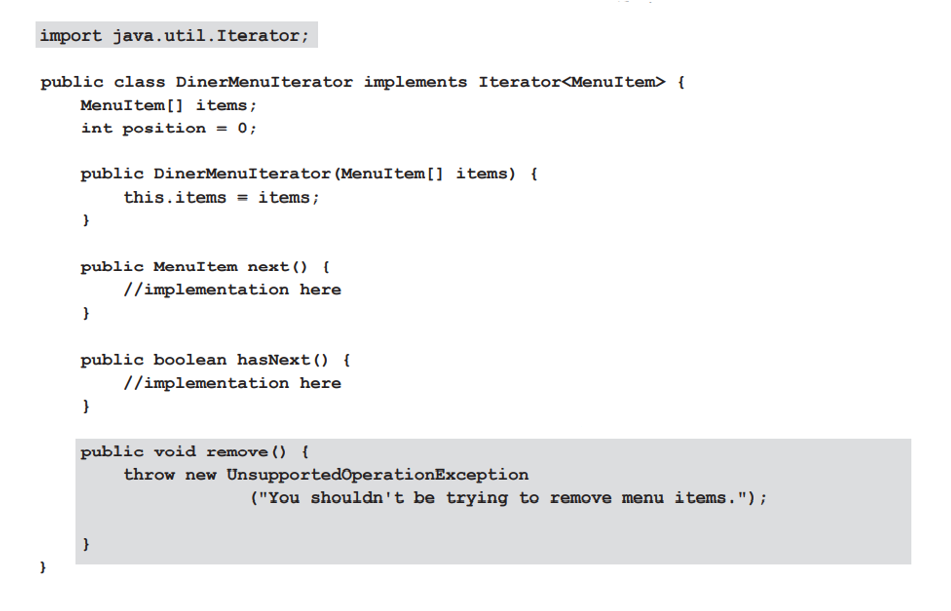 import java.util.Iterator;
public class DinerMenuIterator implements Iterator<MenuItem> {
MenuItem[] items;
int position = 0;
public DinerMenuIterator(MenuItem[] items) {
this.items = items;
}
public MenuItem next() {
//implementation here
}
public boolean hasNext() {
//implementation here
}
public void remove() {
throw new UnsupportedOperationException
("You shouldn't be trying to remove menu items.");
}
}